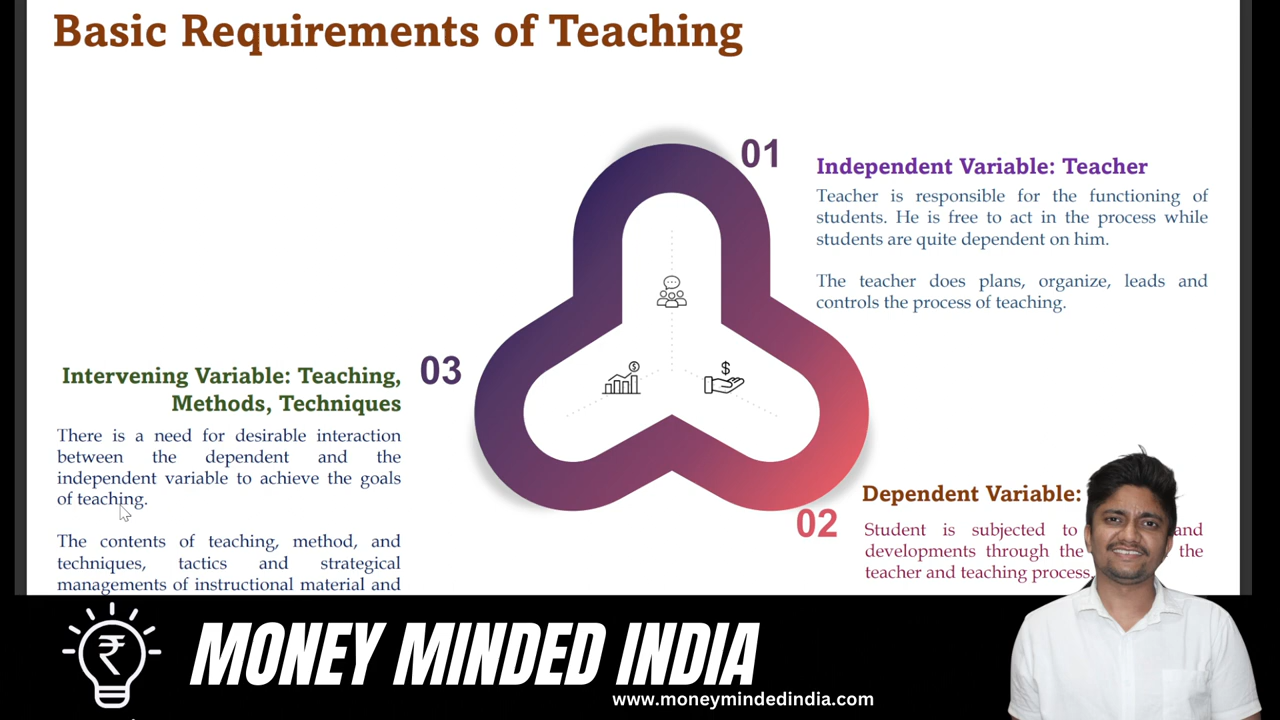 Basic Requirements of Teaching
01
Independent Variable: Teacher
Teacher is responsible for the functioning of
students. He is free to act in the process while
students are quite dependent on him.
The teacher does plans, organize, leads and
controls the process of teaching.
03
Intervening Variable: Teaching,
Methods, Techniques
There is a need for desirable interaction
between the dependent and the
independent variable to achieve the goals
of teaching.
The contents of teaching, method, and
techniques, tactics and strategical
managements of instructional material and
02
Dependent Variable:
Student is subjected to and
developments through the the
teacher and teaching process
MONEY MINDED INDIA
www.moneymindedindia.com